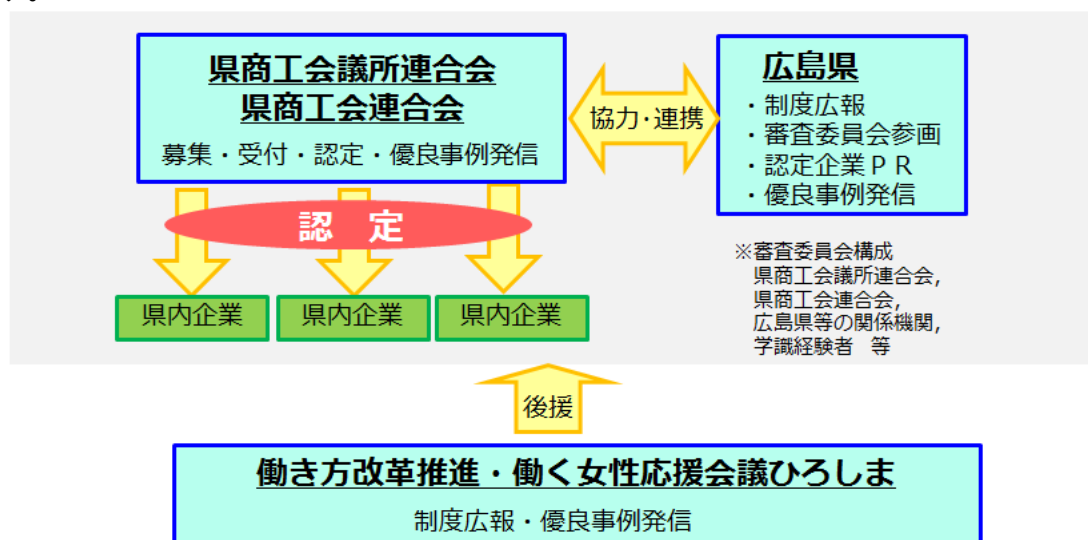 県商工会議所連合会
県商工会連合会
募集・受付・認定・優良事例発信
協力・連携
広島県
・制度広報
・審査委員会参画
・認定企業ＰＲ
・優良事例発信
認　定
県内企業
県内企業
県内企業
※審査委員会構成
県商工会議所連合会,
県商工会連合会,
広島県等の関係機関,
学識経験者　等
後援
働き方改革推進・働く女性応援会議ひろしま
制度広報・優良事例発信